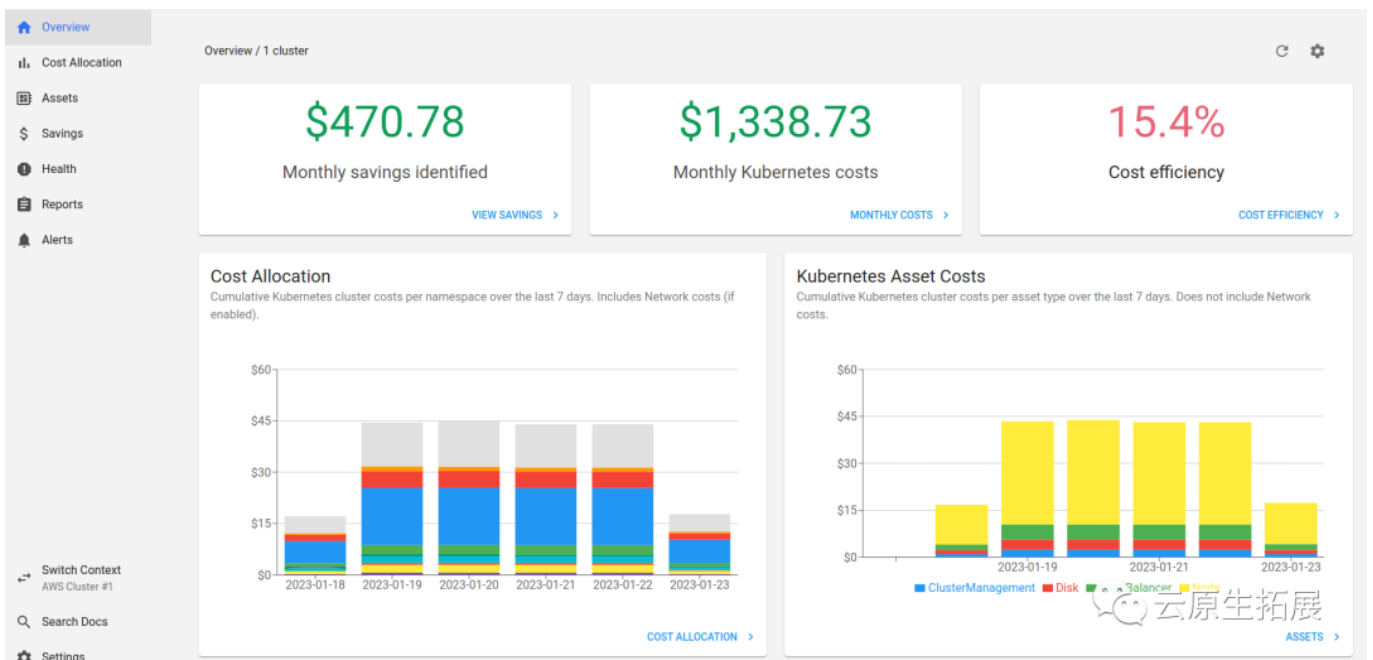 Overview
Cost Allocation
Assets
Savings
Health
Reports
Alerts
Switch Context
AWS Cluster #1
Search Docs
Settings
Overview / 1 cluster
$470.78
Monthly savings identified
VIEW SAVINGS
$1,338.73
Monthly Kubernetes costs
MONTHLY COSTS
15.4%
Cost efficiency
COST EFFICIENCY
Cost Allocation
Cumulative Kubernetes cluster costs per namespace over the last 7 days. Includes Network costs (if
enabled).
$60
$45
$30
$15
$0
2023-01-18 2023-01-19 2023-01-20 2023-01-21 2023-01-22 2023-01-23
COST ALLOCATION
Kubernetes Asset Costs
Cumulative Kubernetes cluster costs per asset type over the last 7 days. Does not include Network
costs.
$60
$45
$30
$15
$0
2023-01-19 2023-01-21 2023-01-23
ClusterManagement Disk Balancer Node
云原生拓展
ASSETS